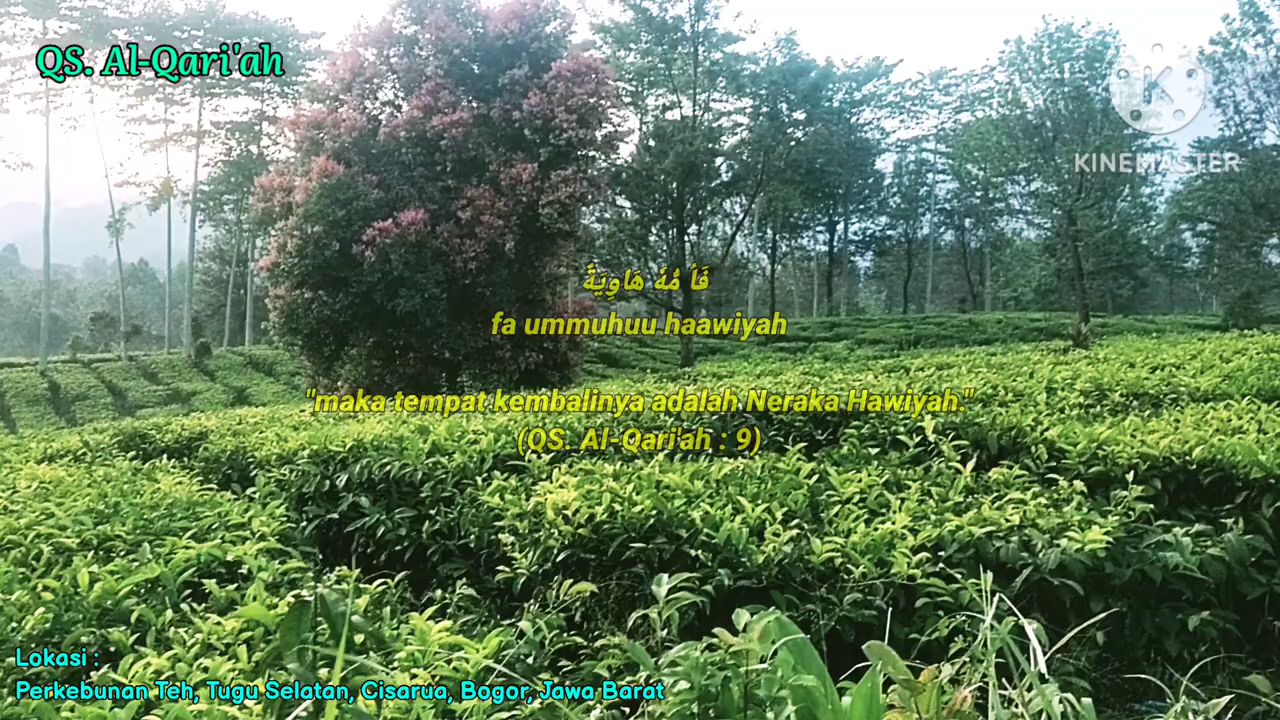 QS. Al-Qari'ah
K
KINEMASTER
فَاُ مُّهٗ هَاوِيَةٌ
fa ummuhuu haawiyah
"maka tempat kembalinya adalah Neraka Hawiyah."
(QS. Al-Qari'ah : 9)
Lokasi :
Perkebunan Teh, Tugu Selatan, Cisarua, Bogor, Jawa Barat